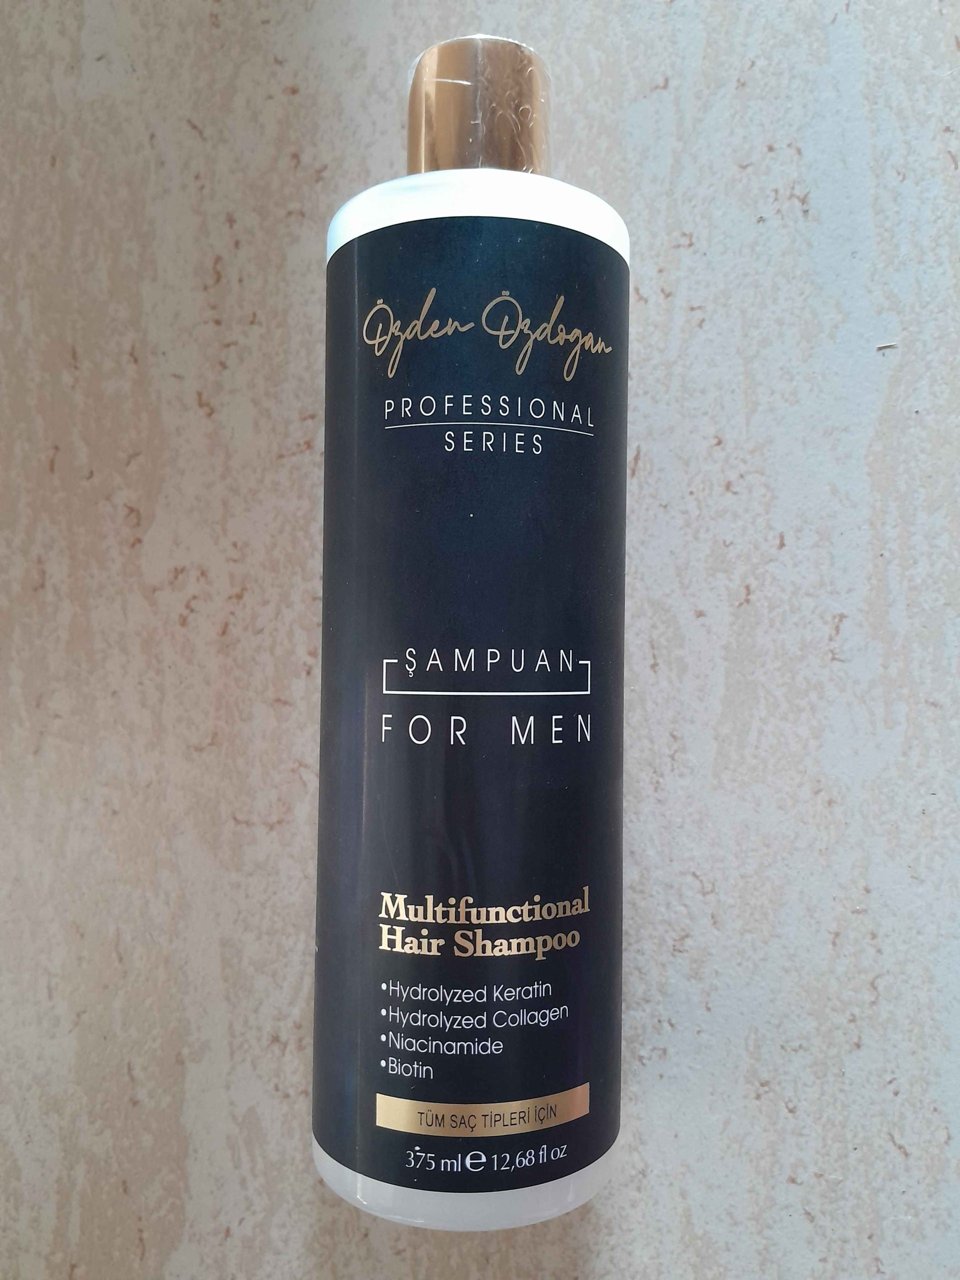 Özden Özdogan
PROFESSIONAL
SERIES
ŞAMPUAN
FOR MEN
Multifunctional
Hair Shampoo
•Hydrolyzed Keratin
•Hydrolyzed Collagen
•Niacinamide
•Biotin
TÜM SAÇ TİPLERİ İÇİN
375 ml e 12,68 fl oz